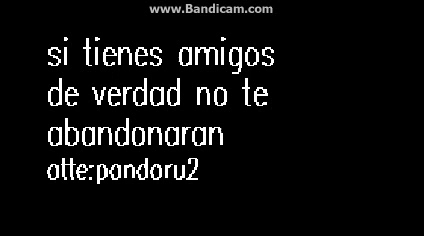 www.Bandicam.com
si tienes amigos
de verdad no te
abandonaran
atte:pandoru2